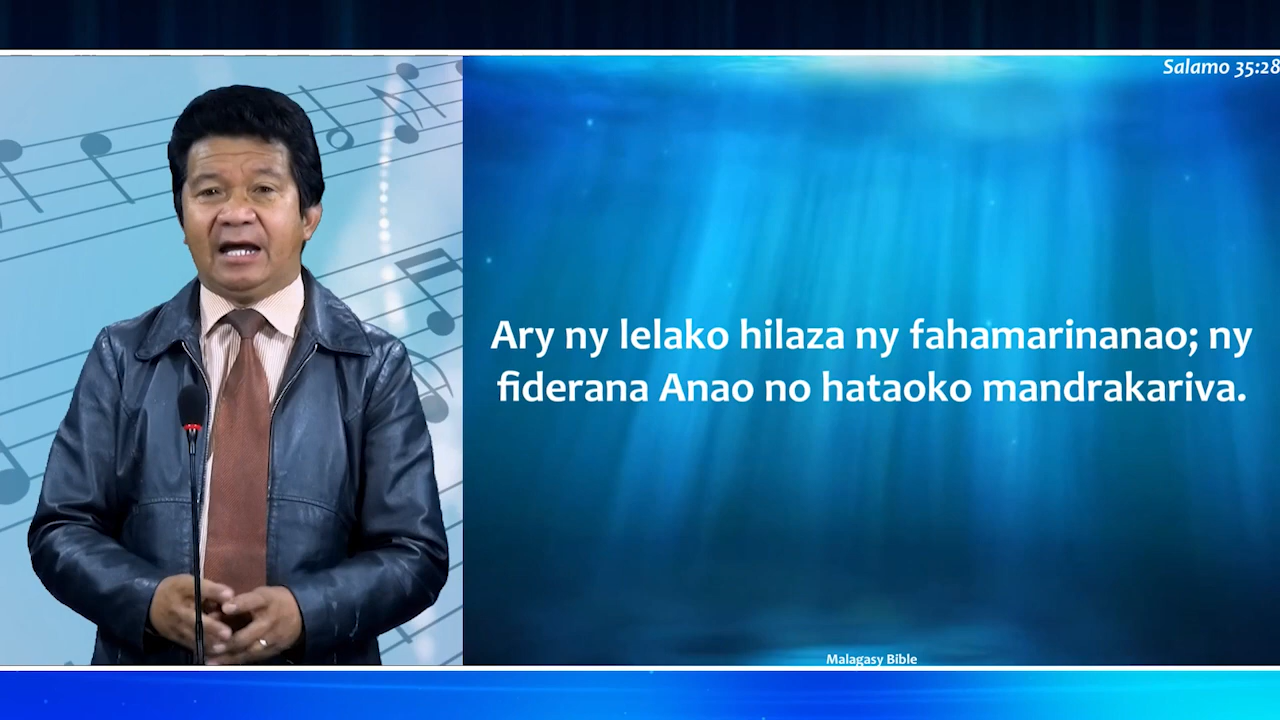 Salamo 35:28
Ary ny lelako hilaza ny fahamarinanao; ny
fiderana Anao no hataoko mandrakariva.
Malagasy Bible